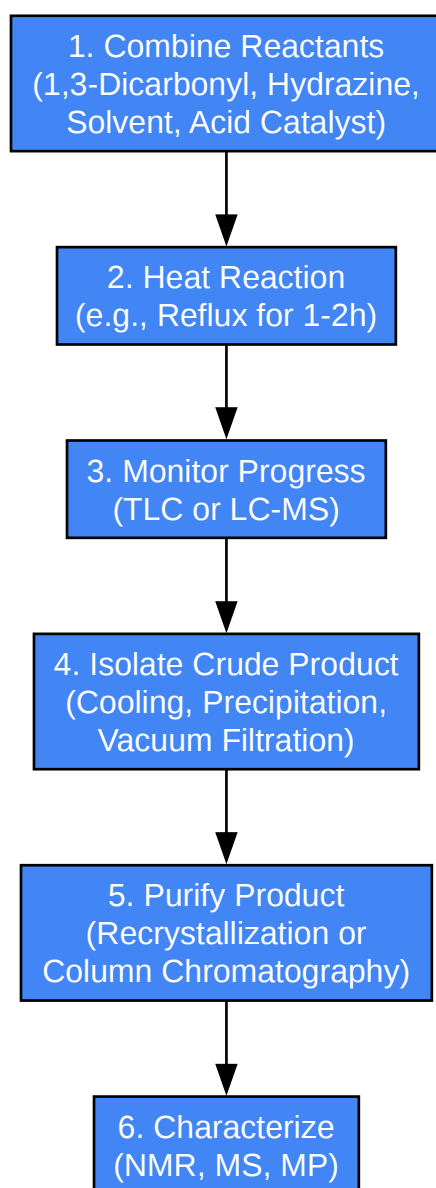 1. Combine Reactants
(1,3-Dicarbonyl, Hydrazine,
Solvent, Acid Catalyst)
2. Heat Reaction
(e.g., Reflux for 1-2h)
3. Monitor Progress
(TLC or LC-MS)
4. Isolate Crude Product
(Cooling, Precipitation,
Vacuum Filtration)
5. Purify Product
(Recrystallization or
Column Chromatography)
6. Characterize
(NMR, MS, MP)